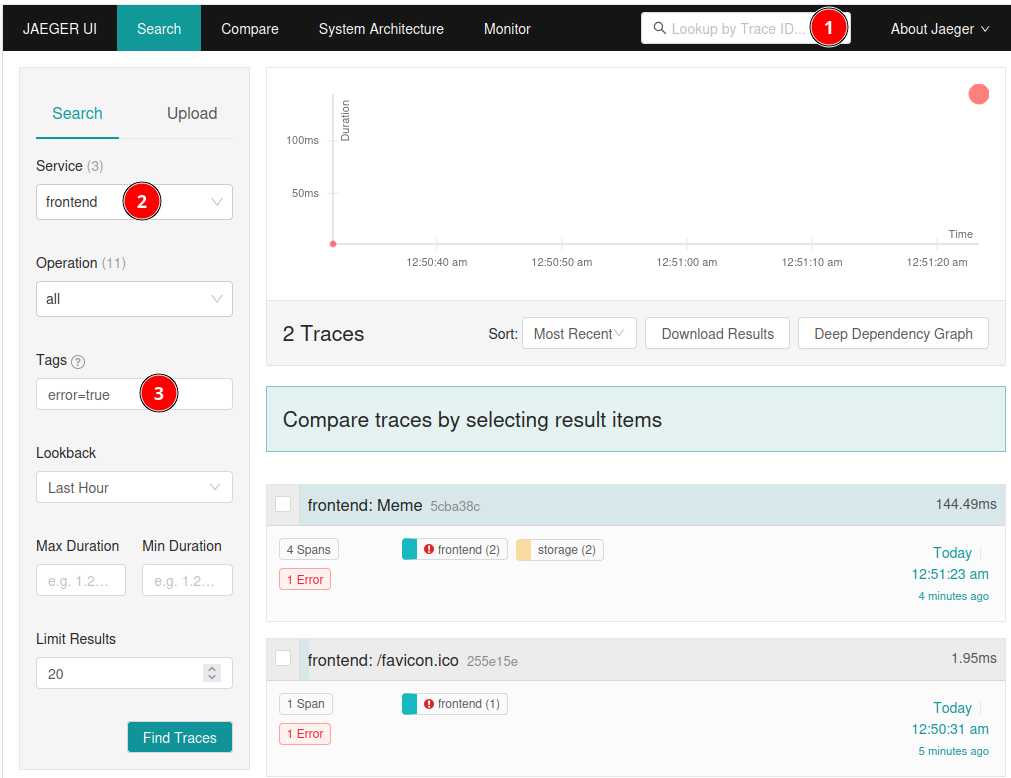 JAEGER UI Search Compare System Architecture Monitor Lookup by Trace ID... 1 About Jaeger
Search Upload
Service (3)
frontend 2
Operation (11)
all
Tags ?
error=true 3
Lookback
Last Hour
Max Duration Min Duration
e.g. 1.2... e.g. 1.2...
Limit Results
20
Find Traces
Duration
100ms
50ms
Time
12:50:40 am 12:50:50 am 12:51:00 am 12:51:10 am 12:51:20 am
2 Traces Sort: Most Recent Download Results Deep Dependency Graph
Compare traces by selecting result items
frontend: Meme 5cba38c 144.49ms
4 Spans frontend (2) storage (2) Today
1 Error 12:51:23 am
4 minutes ago
frontend: /favicon.ico 255e15e 1.95ms
1 Span frontend (1) Today
1 Error 12:50:31 am
5 minutes ago